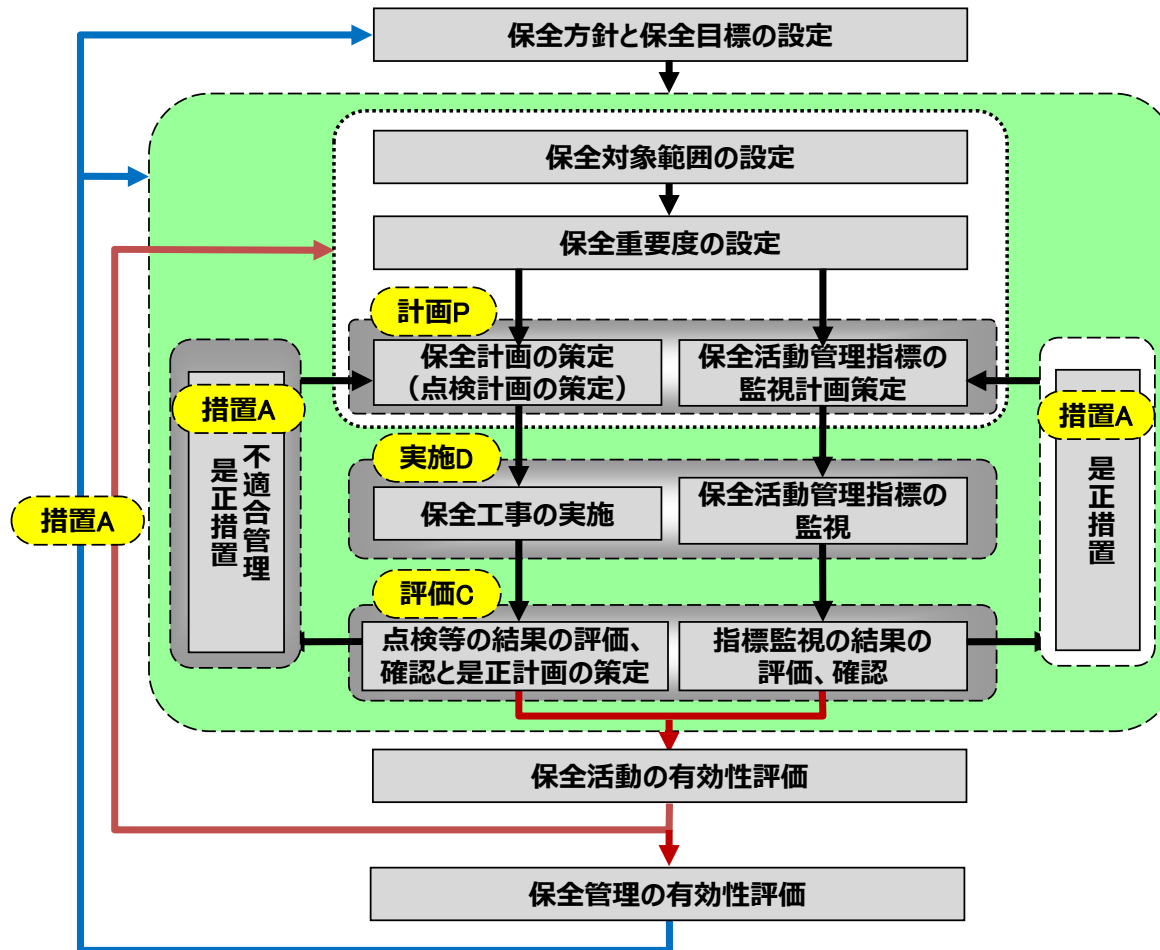 保全方針と保全目標の設定
保全対象範囲の設定
保全重要度の設定
計画P
保全計画の策定
（点検計画の策定）
保全活動管理指標の
監視計画策定
措置A
不適合管理
是正措置
措置A
是正措置
措置A
実施D
保全工事の実施
保全活動管理指標の
監視
評価C
点検等の結果の評価、
確認と是正計画の策定
指標監視の結果の
評価、確認
保全活動の有効性評価
保全管理の有効性評価